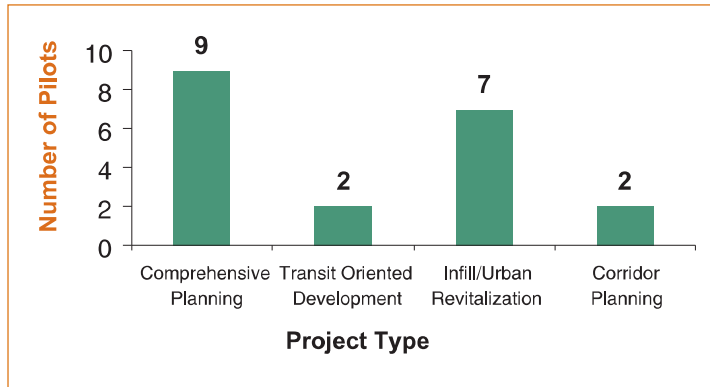 Number of Pilots
10
8
6
4
2
0
9
2
7
2
Comprehensive
Planning
Transit Oriented
Development
Infill/Urban
Revitalization
Corridor
Planning
Project Type